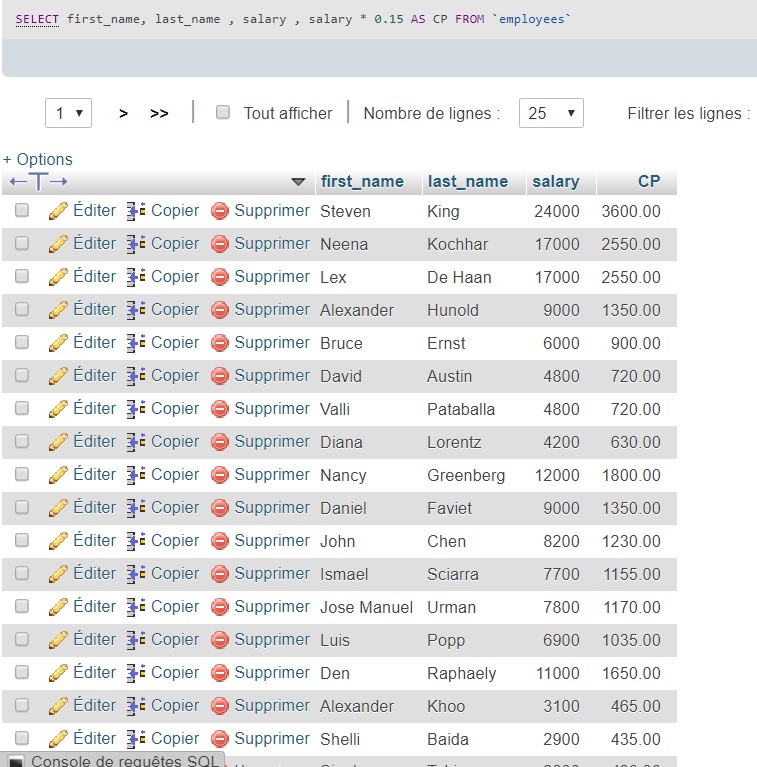 SELECT first_name, last_name , salary , salary * 0.15 AS CP FROM `employees`
1 > >> Tout afficher Nombre de lignes : 25 Filtrer les lignes :
+ Options
first_name last_name salary CP
Éditer Copier Supprimer Steven King 24000 3600.00
Éditer Copier Supprimer Neena Kochhar 17000 2550.00
Éditer Copier Supprimer Lex De Haan 17000 2550.00
Éditer Copier Supprimer Alexander Hunold 9000 1350.00
Éditer Copier Supprimer Bruce Ernst 6000 900.00
Éditer Copier Supprimer David Austin 4800 720.00
Éditer Copier Supprimer Valli Pataballa 4800 720.00
Éditer Copier Supprimer Diana Lorentz 4200 630.00
Éditer Copier Supprimer Nancy Greenberg 12000 1800.00
Éditer Copier Supprimer Daniel Faviet 9000 1350.00
Éditer Copier Supprimer John Chen 8200 1230.00
Éditer Copier Supprimer Ismael Sciarra 7700 1155.00
Éditer Copier Supprimer Jose Manuel Urman 7800 1170.00
Éditer Copier Supprimer Luis Popp 6900 1035.00
Éditer Copier Supprimer Den Raphaely 11000 1650.00
Éditer Copier Supprimer Alexander Khoo 3100 465.00
Éditer Copier Supprimer Shelli Baida 2900 435.00
Console de requêtes SQL